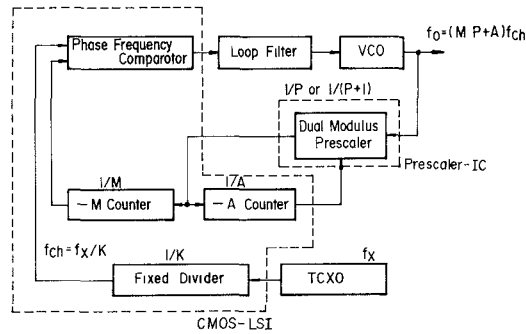 Phase Frequency
Comparator
Loop Filter
VCO
fo=(M P+A)fch
1/P or 1/(P+1)
Dual Modulus
Prescaler
Prescaler-IC
1/M
-M Counter
1/A
-A Counter
fch=fx/K
1/K
Fixed Divider
fx
TCXO
CMOS-LSI